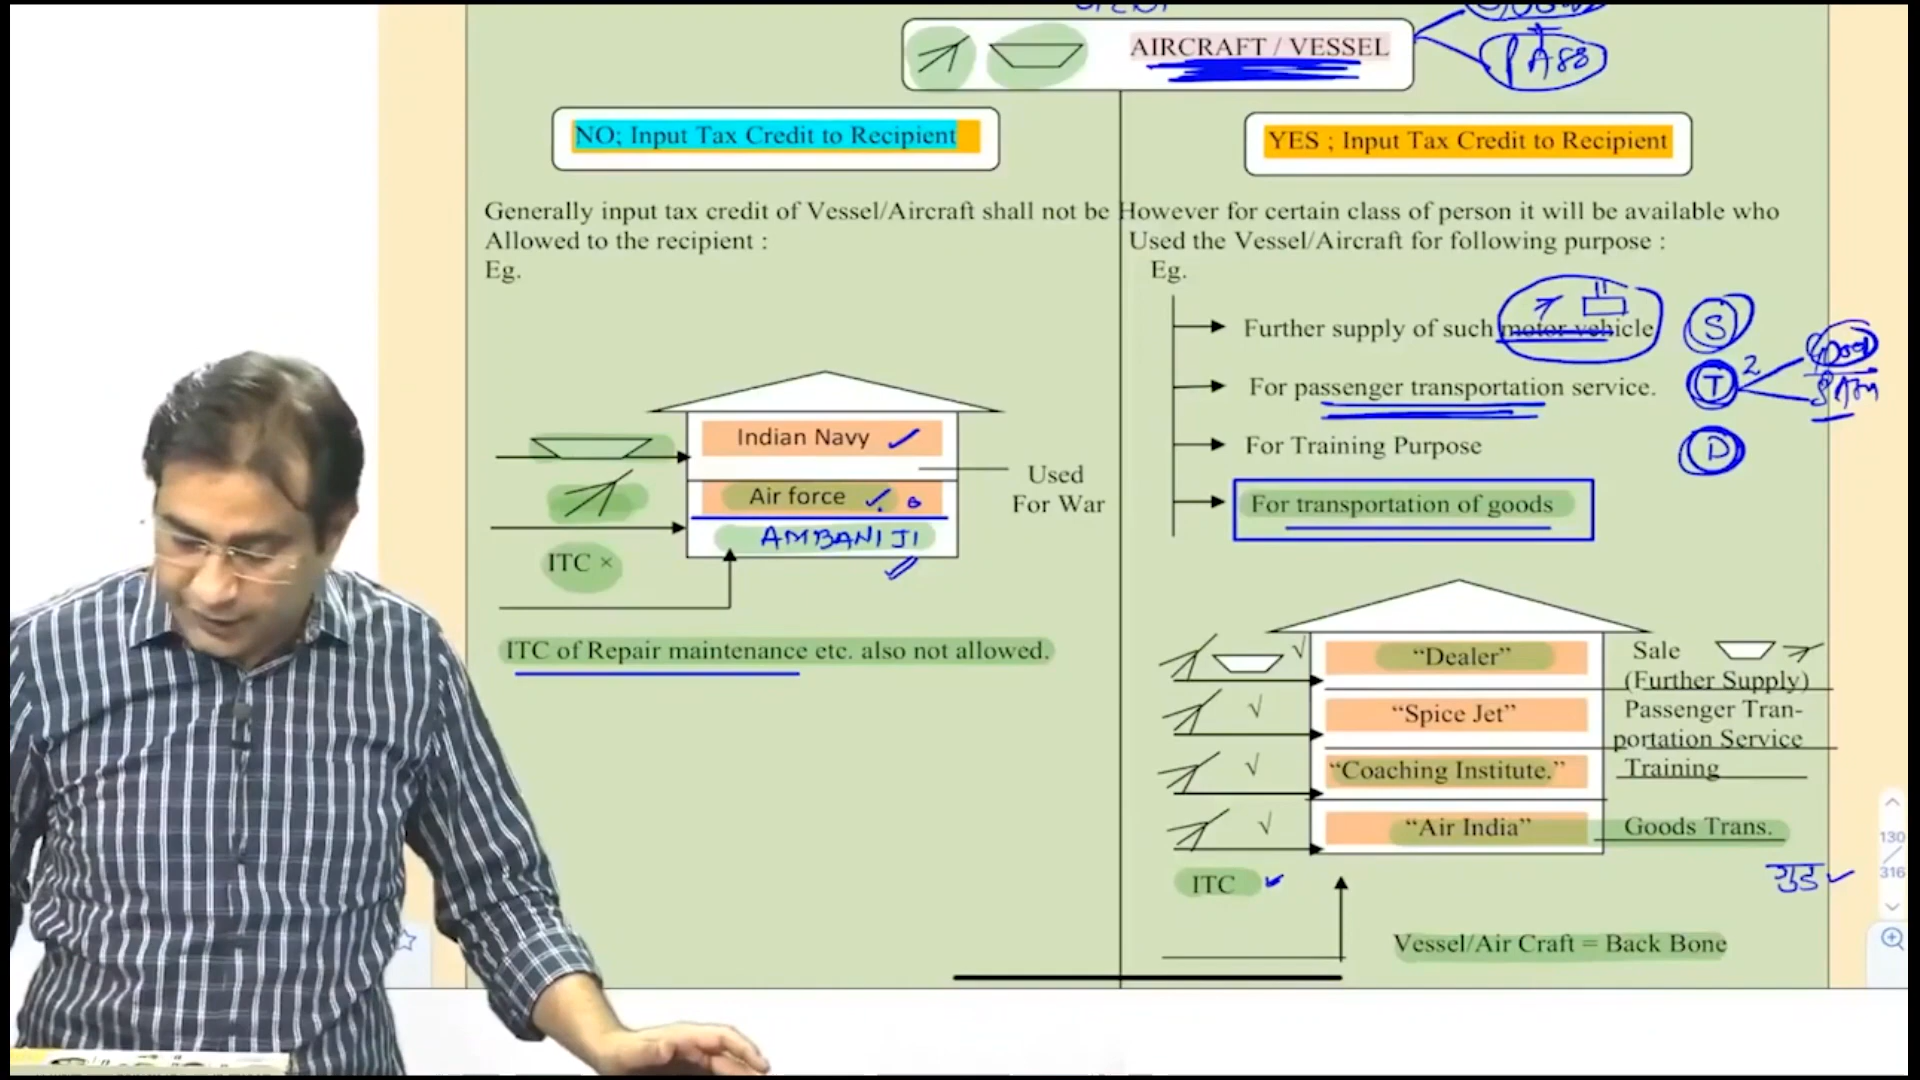 AIRCRAFT / VESSEL
PASS
NO; Input Tax Credit to Recipient
YES ; Input Tax Credit to Recipient
Generally input tax credit of Vessel/Aircraft shall not be
Allowed to the recipient :
Eg.
However for certain class of person it will be available who
Used the Vessel/Aircraft for following purpose :
Eg.
Further supply of such motor vehicle
S
For passenger transportation service.
T
2
For Training Purpose
D
For transportation of goods
Indian Navy
Air force
AMBANI JI
Used
For War
ITC ×
ITC of Repair maintenance etc. also not allowed.
"Dealer"
Sale
(Further Supply)
"Spice Jet"
Passenger Tran-
portation Service
"Coaching Institute."
Training
"Air India"
Goods Trans.
ITC
गुड
Vessel/Air Craft = Back Bone
130
/
316